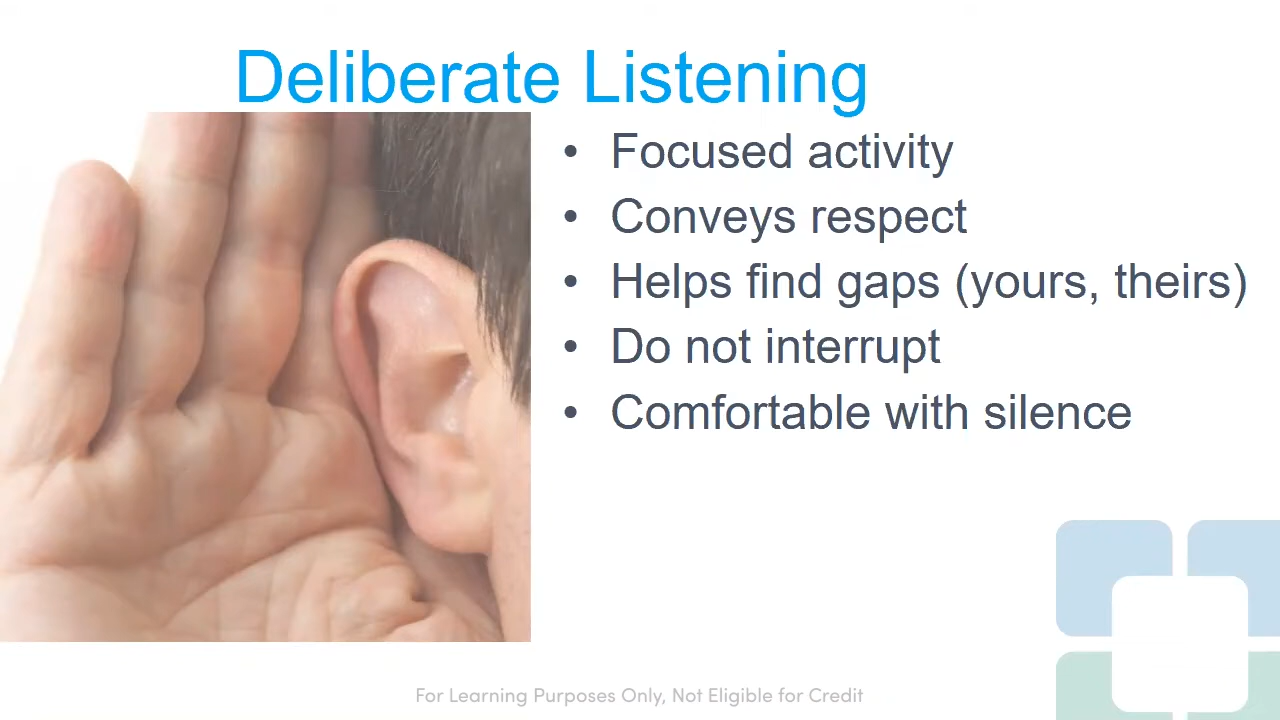 Deliberate Listening
• Focused activity
• Conveys respect
• Helps find gaps (yours, theirs)
• Do not interrupt
• Comfortable with silence
For Learning Purposes Only, Not Eligible for Credit